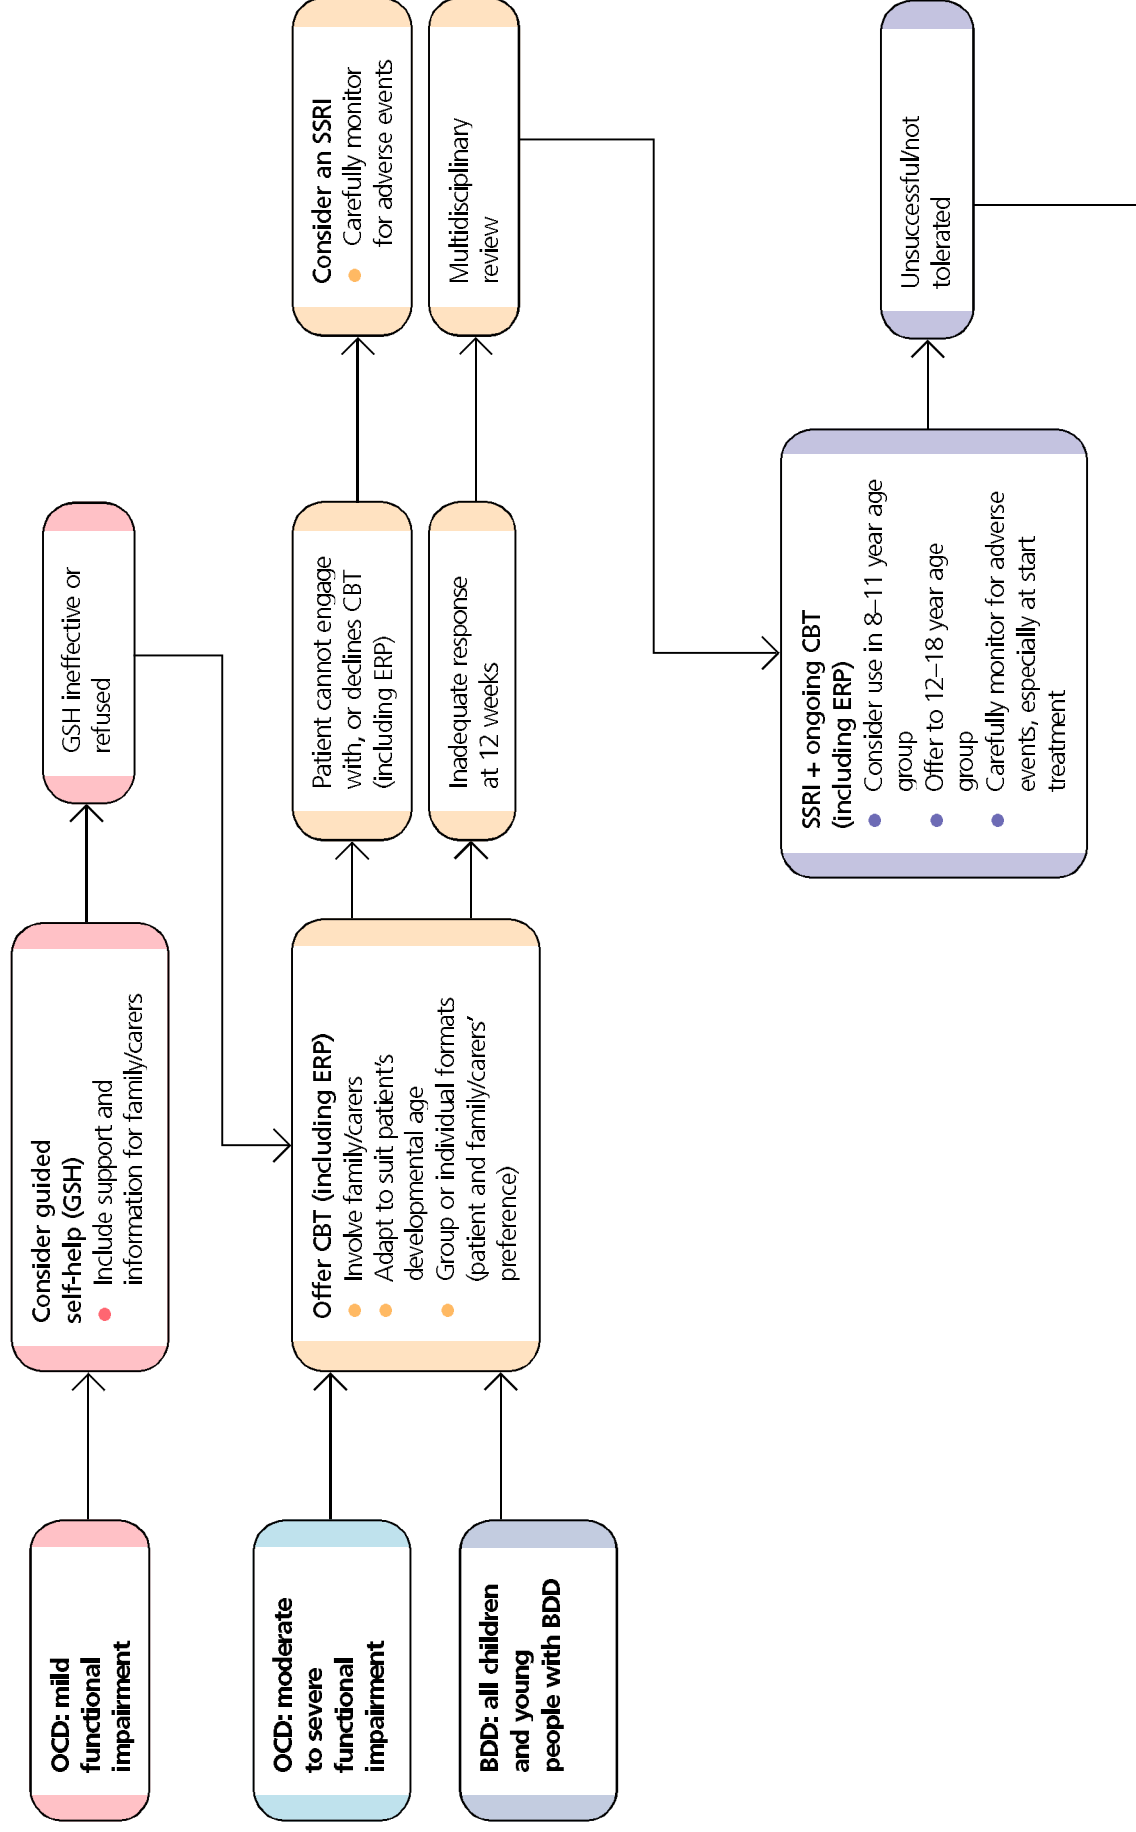 OCD: mild
functional
impairment
Consider guided
self-help (GSH)
Include support and
information for family/carers
GSH ineffective or
refused
OCD: moderate
to severe
functional
impairment
BDD: all children
and young
people with BDD
Offer CBT (including ERP)
Involve family/carers
Adapt to suit patient's
developmental age
Group or individual formats
(patient and family/carers'
preference)
Patient cannot engage
with, or declines CBT
(including ERP)
Consider an SSRI
Carefully monitor
for adverse events
Inadequate response
at 12 weeks
Multidisciplinary
review
SSRI + ongoing CBT
(including ERP)
Consider use in 8–11 year age
group
Offer to 12–18 year age
group
Carefully monitor for adverse
events, especially at start
treatment
Unsuccessful/not
tolerated